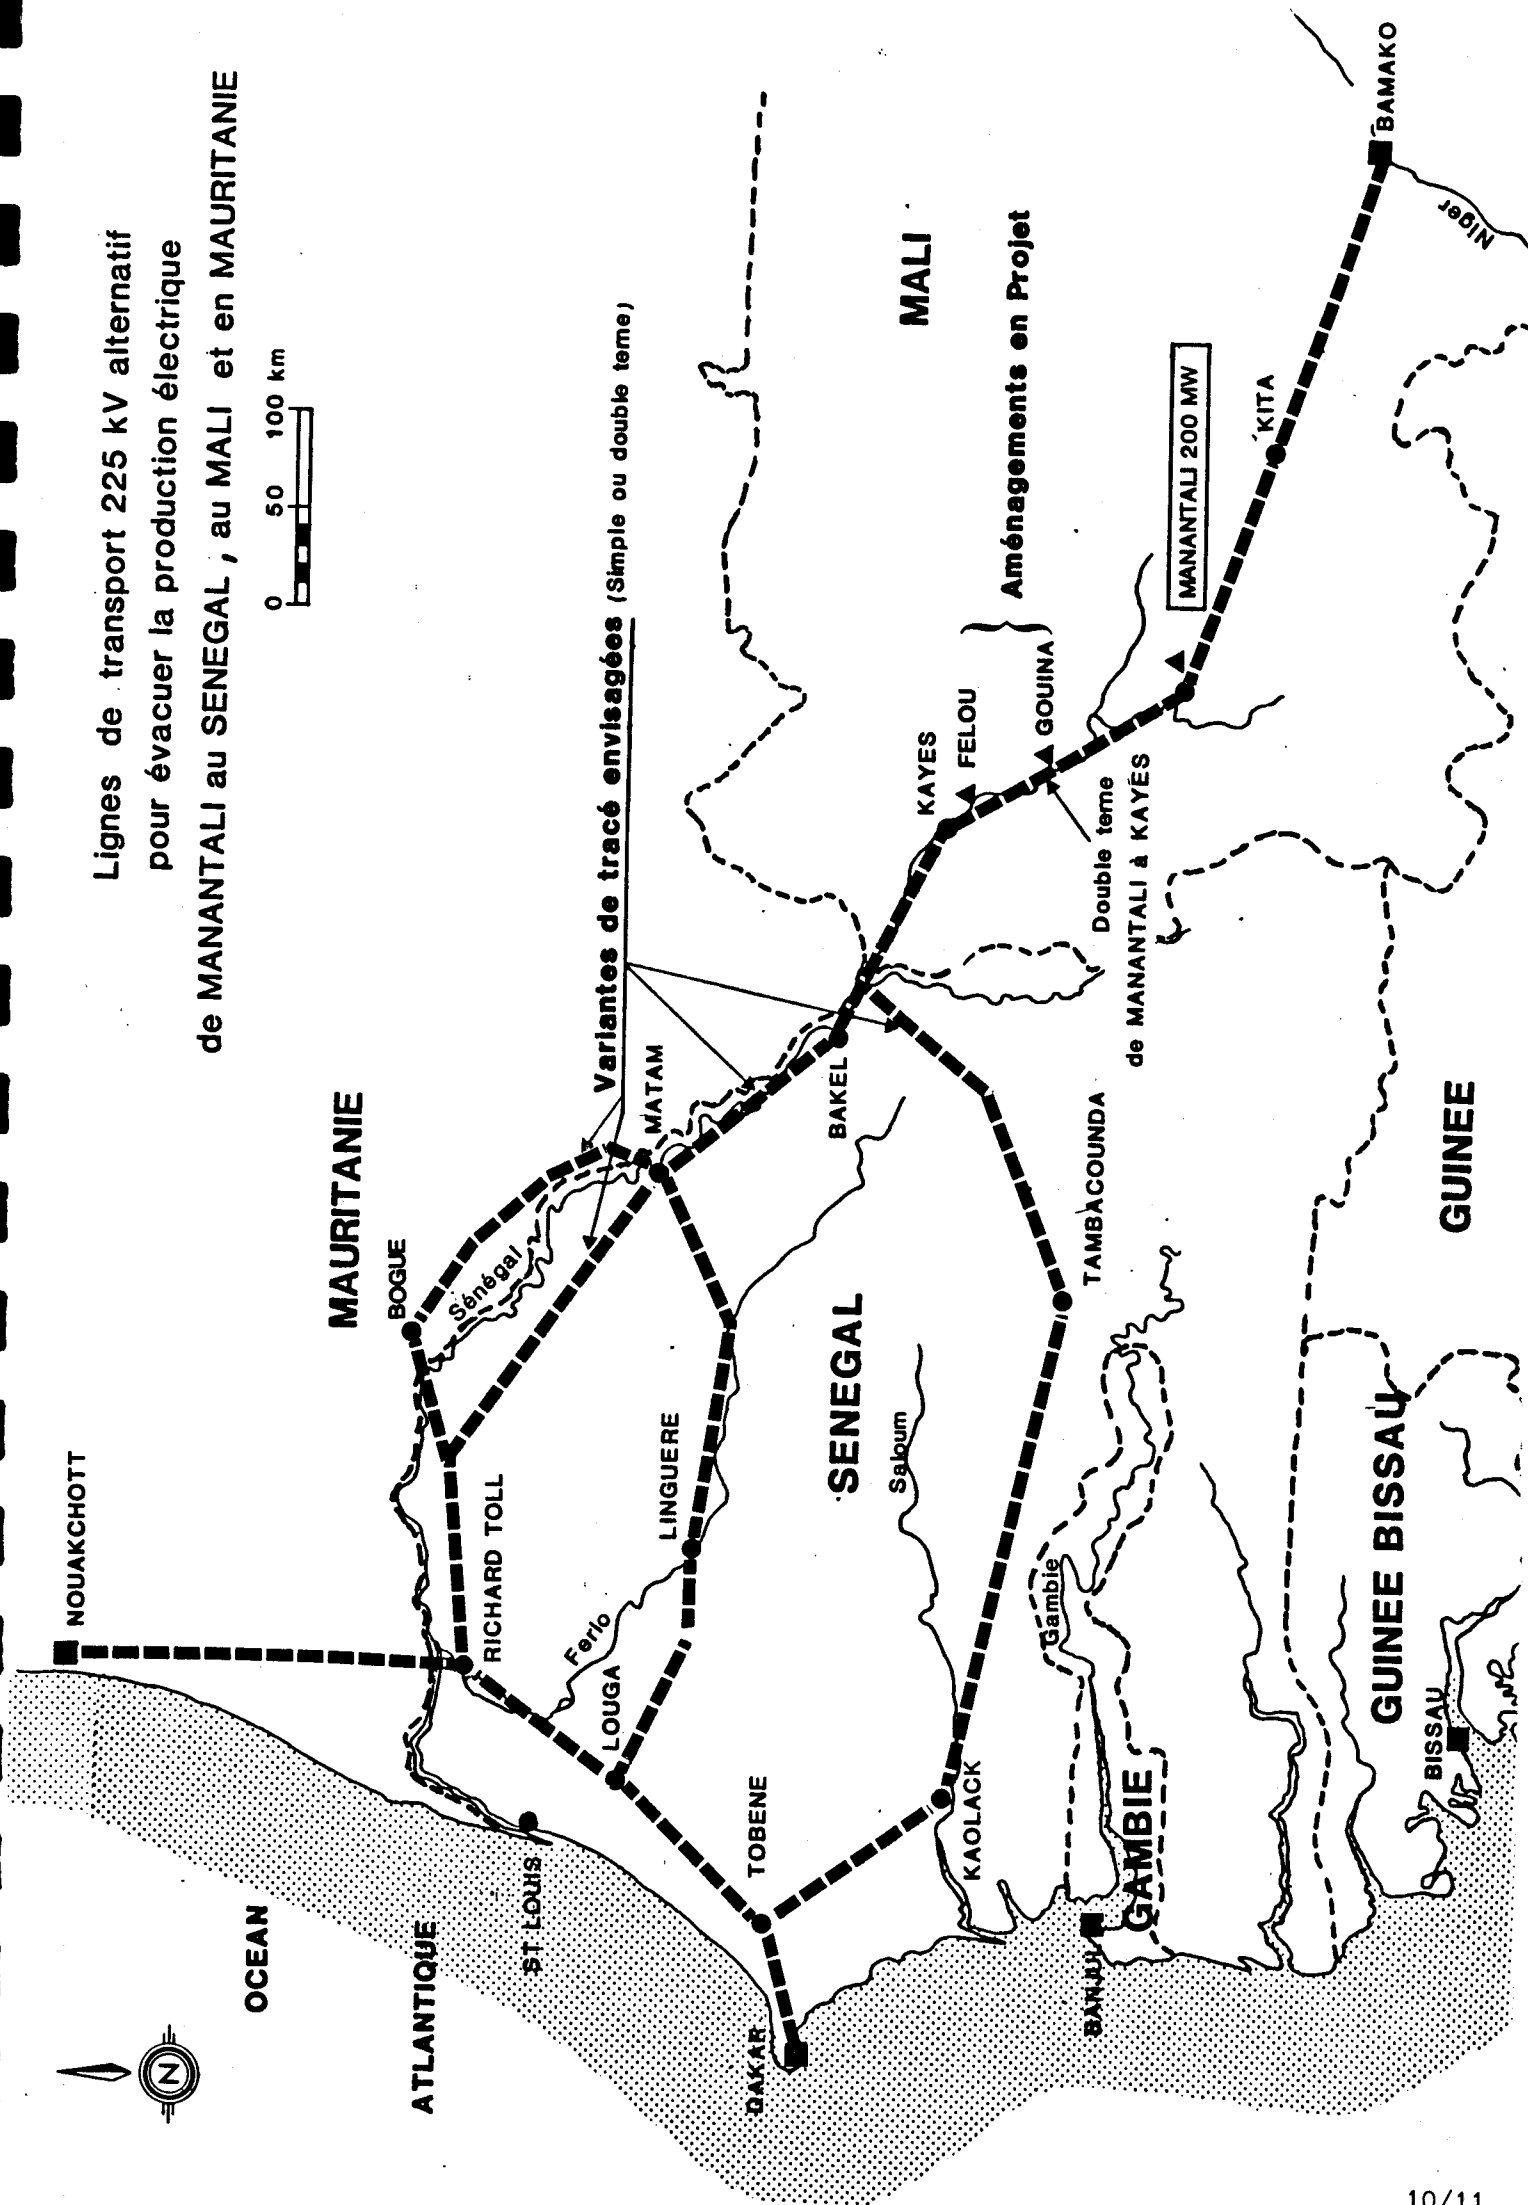 Lignes de transport 225 kV alternatif
pour évacuer la production électrique
de MANANTALI au SENEGAL, au MALI et en MAURITANIE
0 50 100 km
N
OCEAN
ATLANTIQUE
NOUAKCHOTT
MAURITANIE
BOGUE
Sénégal
RICHARD TOLL
ST LOUIS
Variantes de tracé envisagées (Simple ou double terne)
MATAM
Ferlo
LOUGA
LINGUERE
TOBENE
DAKAR
BAKEL
SENEGAL
Saloum
KAOLACK
TAMBACOUNDA
KAYES
FELOU
GOUINA
Aménagements en Projet
MALI
Double terne
de MANANTALI à KAYES
MANANTALI 200 MW
KITA
BAMAKO
Niger
Gambie
GAMBIE
BANJUL
GUINEE BISSAU
BISSAU
GUINEE
10/11